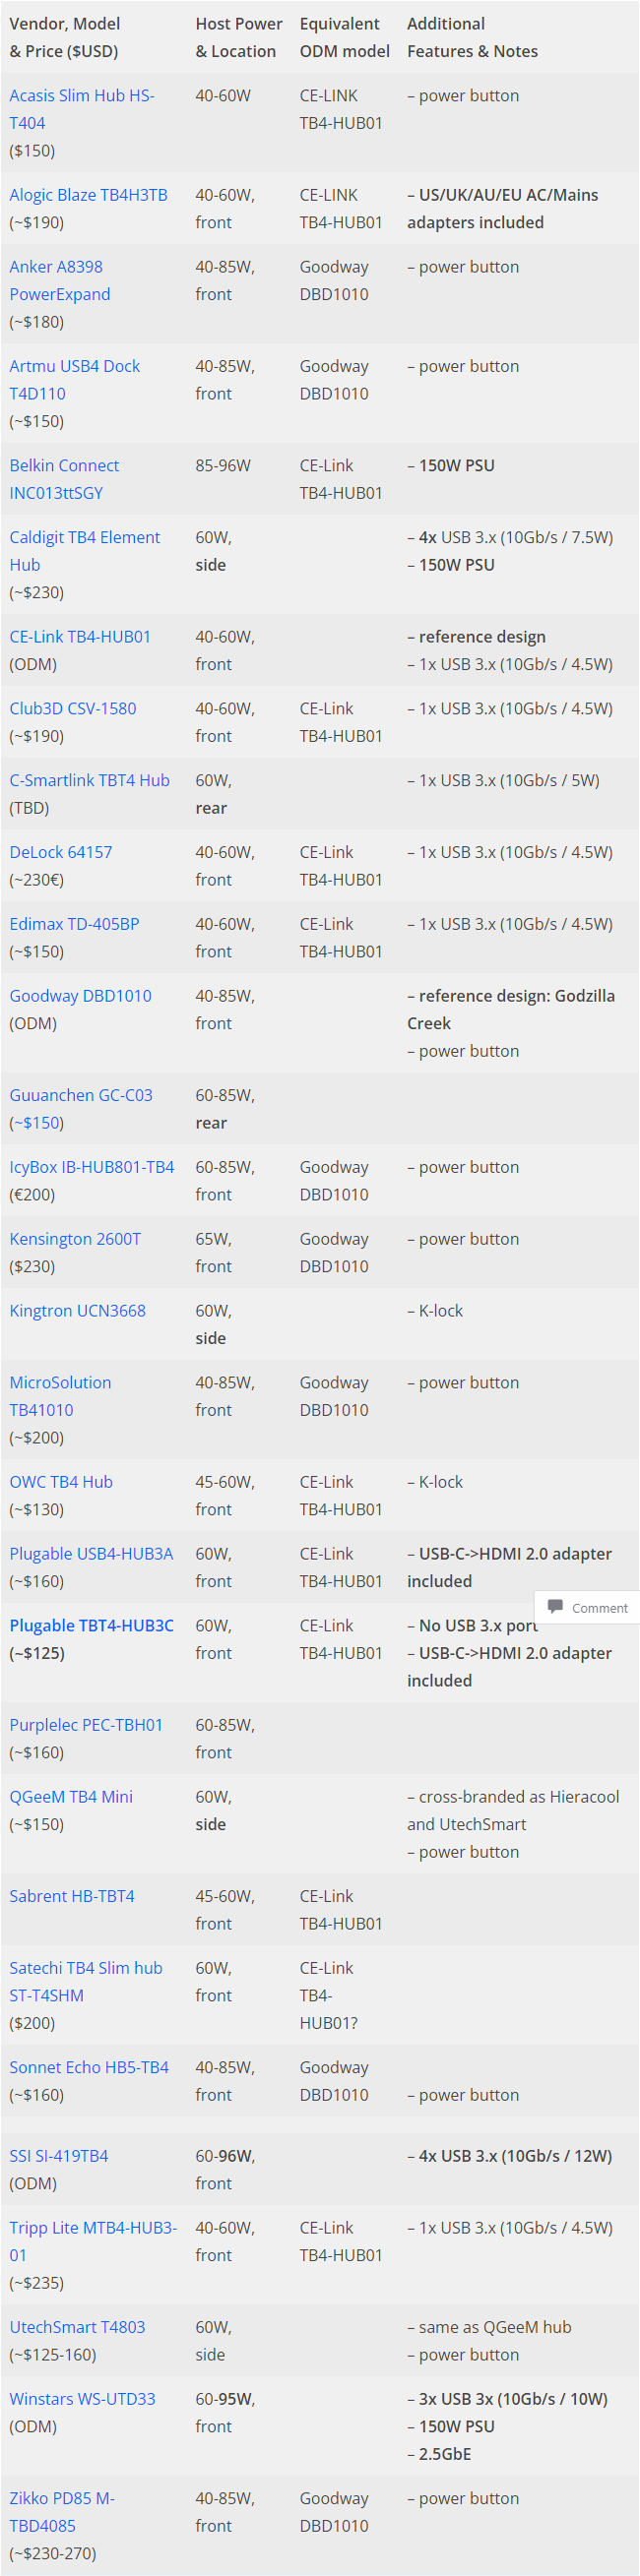 Vendor, Model
& Price ($USD)
Host Power
& Location
Equivalent
ODM model
Additional
Features & Notes
Acasis Slim Hub HS-
T404
($150)
40-60W
CE-LINK
TB4-HUB01
– power button
Alogic Blaze TB4H3TB
(~$190)
40-60W,
front
CE-LINK
TB4-HUB01
– US/UK/AU/EU AC/Mains
adapters included
Anker A8398
PowerExpand
(~$180)
40-85W,
front
Goodway
DBD1010
– power button
Artmu USB4 Dock
T4D110
(~$150)
40-85W,
front
Goodway
DBD1010
– power button
Belkin Connect
INC013ttSGY
85-96W
CE-Link
TB4-HUB01
– 150W PSU
Caldigit TB4 Element
Hub
(~$230)
60W,
side
– 4x USB 3.x (10Gb/s / 7.5W)
– 150W PSU
CE-Link TB4-HUB01
(ODM)
40-60W,
front
– reference design
– 1x USB 3.x (10Gb/s / 4.5W)
Club3D CSV-1580
(~$190)
40-60W,
front
CE-Link
TB4-HUB01
– 1x USB 3.x (10Gb/s / 4.5W)
C-Smartlink TBT4 Hub
(TBD)
60W,
rear
– 1x USB 3.x (10Gb/s / 5W)
DeLock 64157
(~230€)
40-60W,
front
CE-Link
TB4-HUB01
– 1x USB 3.x (10Gb/s / 4.5W)
Edimax TD-405BP
(~$150)
40-60W,
front
CE-Link
TB4-HUB01
– 1x USB 3.x (10Gb/s / 4.5W)
Goodway DBD1010
(ODM)
40-85W,
front
– reference design: Godzilla
Creek
– power button
Guuanchen GC-C03
(~$150)
60-85W,
rear
IcyBox IB-HUB801-TB4
(€200)
60-85W,
front
Goodway
DBD1010
– power button
Kensington 2600T
($230)
65W,
front
Goodway
DBD1010
– power button
Kingtron UCN3668
60W,
side
– K-lock
MicroSolution
TB41010
(~$200)
40-85W,
front
Goodway
DBD1010
– power button
OWC TB4 Hub
(~$130)
45-60W,
front
CE-Link
TB4-HUB01
– K-lock
Plugable USB4-HUB3A
(~$160)
60W,
front
CE-Link
TB4-HUB01
– USB-C->HDMI 2.0 adapter
included
Comment
Plugable TBT4-HUB3C
(~$125)
60W,
front
CE-Link
TB4-HUB01
– No USB 3.x port
– USB-C->HDMI 2.0 adapter
included
Purplelec PEC-TBH01
(~$160)
60-85W,
front
QGeeM TB4 Mini
(~$150)
60W,
side
– cross-branded as Hieracool
and UtechSmart
– power button
Sabrent HB-TBT4
45-60W,
front
CE-Link
TB4-HUB01
Satechi TB4 Slim hub
ST-T4SHM
($200)
60W,
front
CE-Link
TB4-
HUB01?
Sonnet Echo HB5-TB4
(~$160)
40-85W,
front
Goodway
DBD1010
– power button
SSI SI-419TB4
(ODM)
60-96W,
front
– 4x USB 3.x (10Gb/s / 12W)
Tripp Lite MTB4-HUB3-
01
(~$235)
40-60W,
front
CE-Link
TB4-HUB01
– 1x USB 3.x (10Gb/s / 4.5W)
UtechSmart T4803
(~$125-160)
60W,
side
– same as QGeeM hub
– power button
Winstars WS-UTD33
(ODM)
60-95W,
front
– 3x USB 3x (10Gb/s / 10W)
– 150W PSU
– 2.5GbE
Zikko PD85 M-
TBD4085
(~$230-270)
40-85W,
front
Goodway
DBD1010
– power button